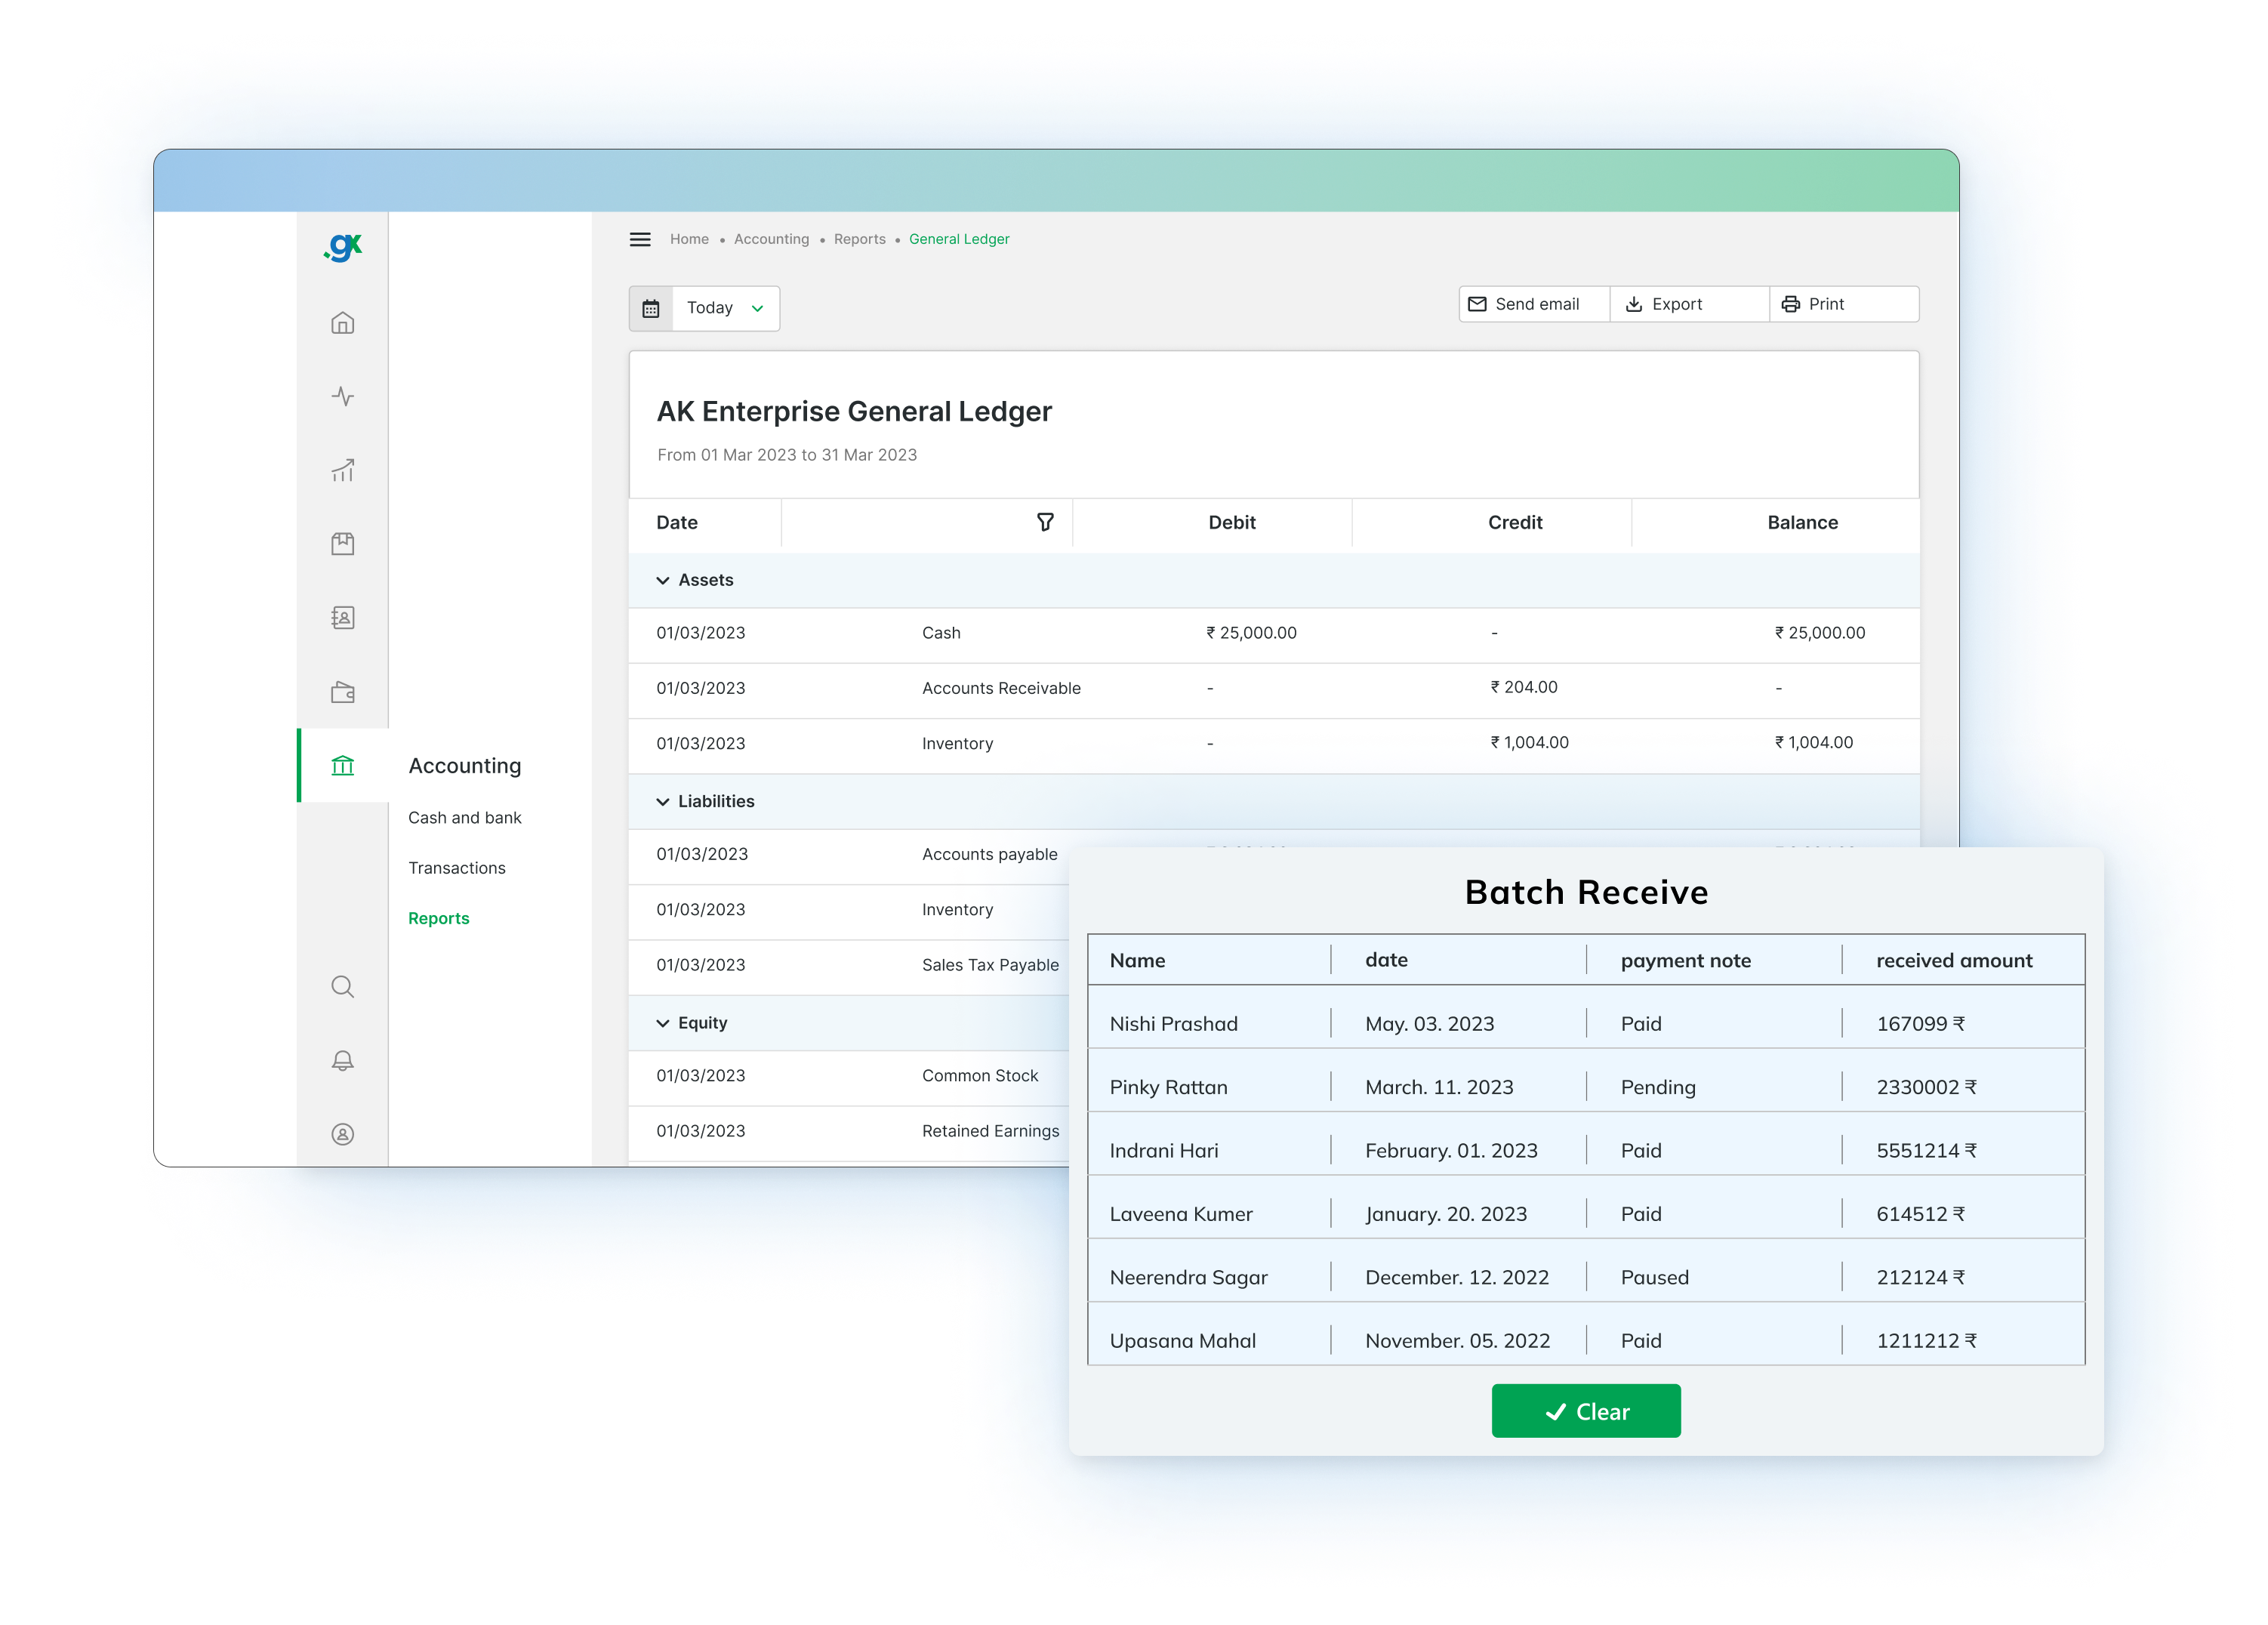 .gx
Home • Accounting • Reports • General Ledger
Today
Send email Export Print
AK Enterprise General Ledger
From 01 Mar 2023 to 31 Mar 2023
Date Debit Credit Balance
Assets
01/03/2023 Cash ₹ 25,000.00 - ₹ 25,000.00
01/03/2023 Accounts Receivable - ₹ 204.00 -
01/03/2023 Inventory - ₹ 1,004.00 ₹ 1,004.00
Liabilities
01/03/2023 Accounts payable
01/03/2023 Inventory
01/03/2023 Sales Tax Payable
Equity
01/03/2023 Common Stock
01/03/2023 Retained Earnings
Accounting
Cash and bank
Transactions
Reports
Batch Receive
Name date payment note received amount
Nishi Prashad May. 03. 2023 Paid 167099 ₹
Pinky Rattan March. 11. 2023 Pending 2330002 ₹
Indrani Hari February. 01. 2023 Paid 5551214 ₹
Laveena Kumer January. 20. 2023 Paid 614512 ₹
Neerendra Sagar December. 12. 2022 Paused 212124 ₹
Upasana Mahal November. 05. 2022 Paid 1211212 ₹
Clear